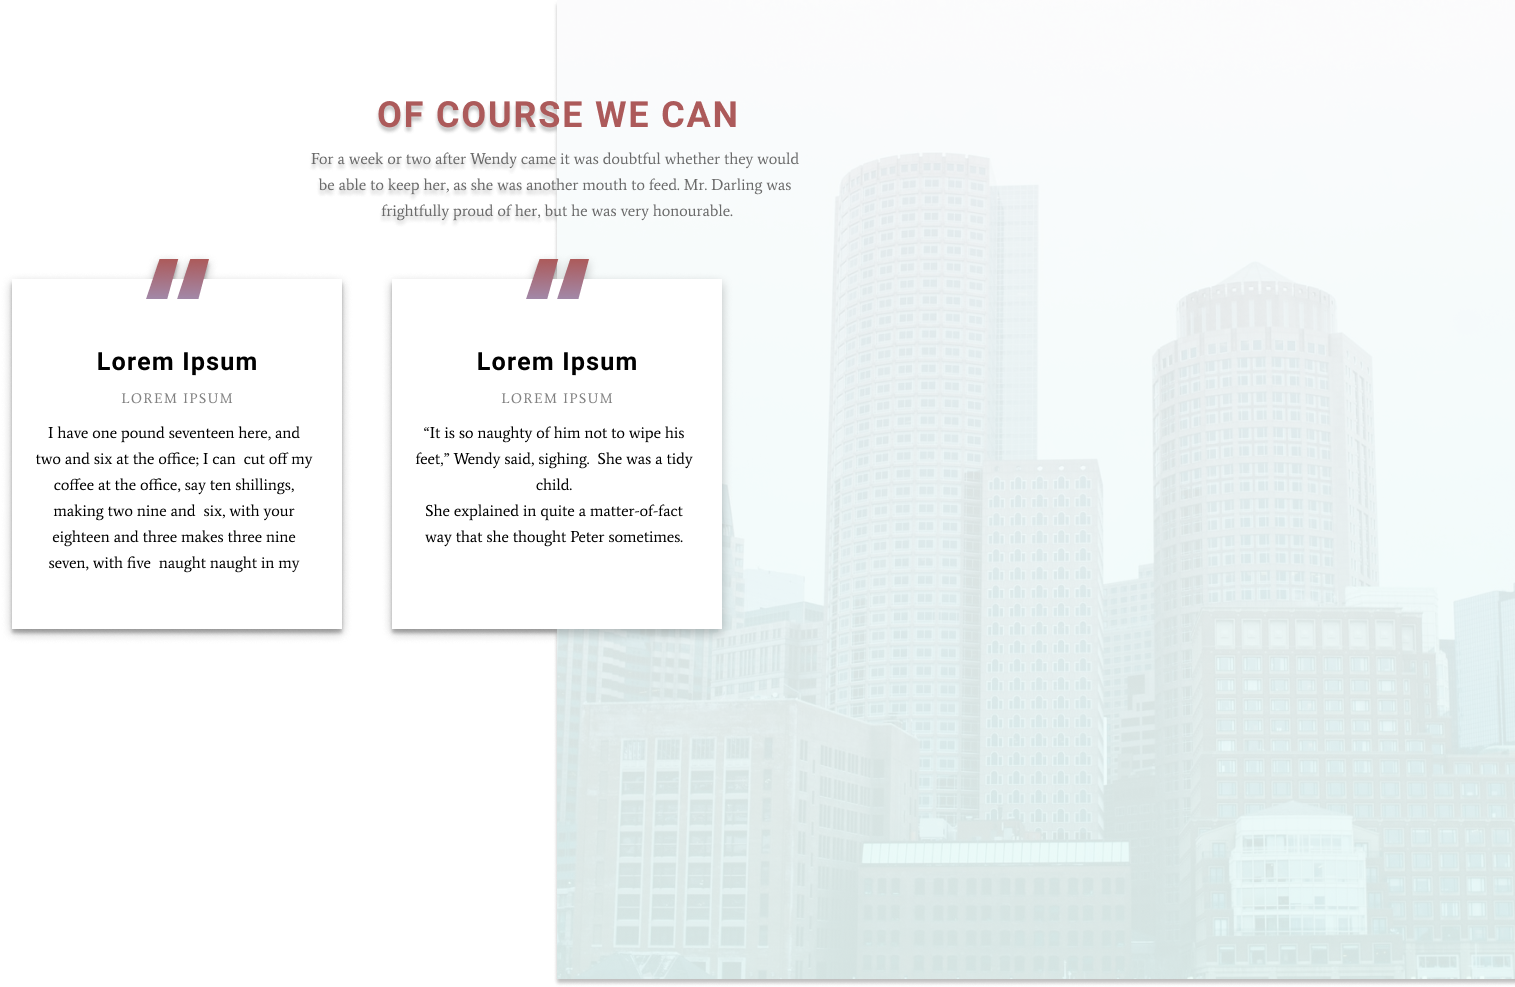 OF COURSE WE CAN
For a week or two after Wendy came it was doubtful whether they would
be able to keep her, as she was another mouth to feed. Mr. Darling was
frightfully proud of her, but he was very honourable.
Lorem Ipsum
LOREM IPSUM
I have one pound seventeen here, and
two and six at the office; I can  cut off my
coffee at the office, say ten shillings,
making two nine and  six, with your
eighteen and three makes three nine
seven, with five  naught naught in my
Lorem Ipsum
LOREM IPSUM
“It is so naughty of him not to wipe his
feet,” Wendy said, sighing.  She was a tidy
child.
She explained in quite a matter-of-fact
way that she thought Peter sometimes.